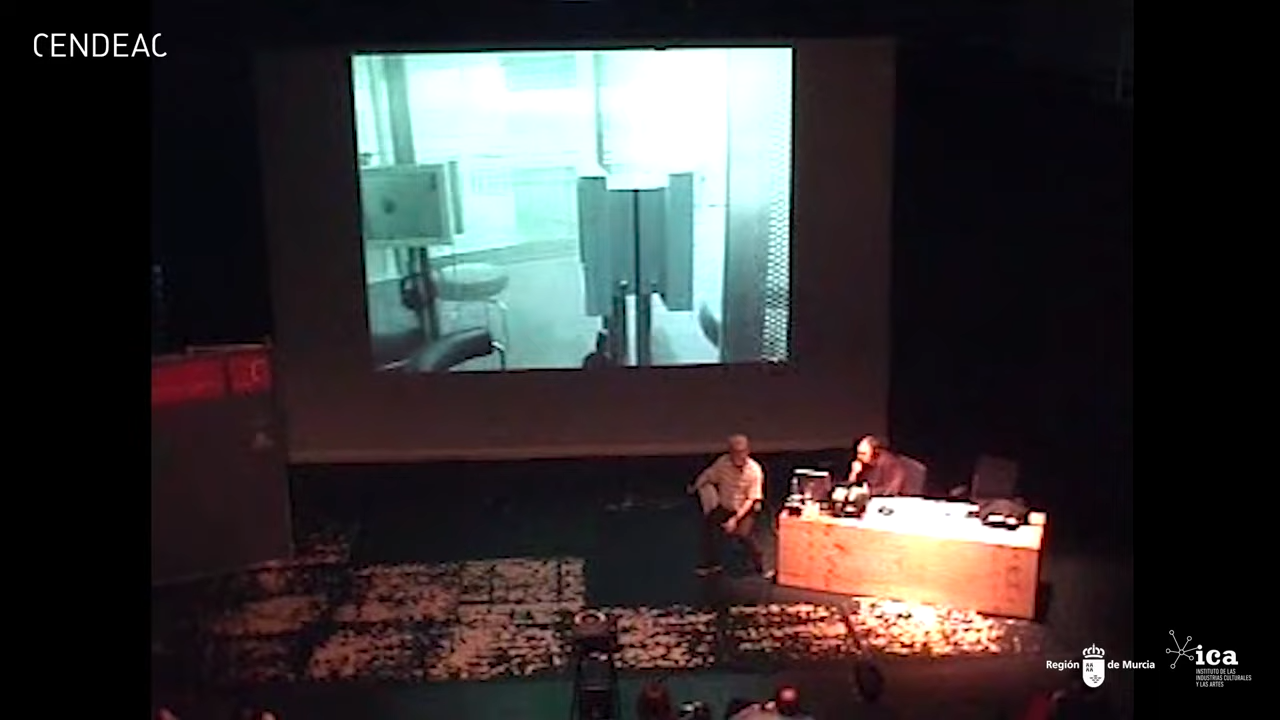 CENDEAC
Región de Murcia
ica
INSTITUTO DE LAS
INDUSTRIAS CULTURALES
Y LAS ARTES